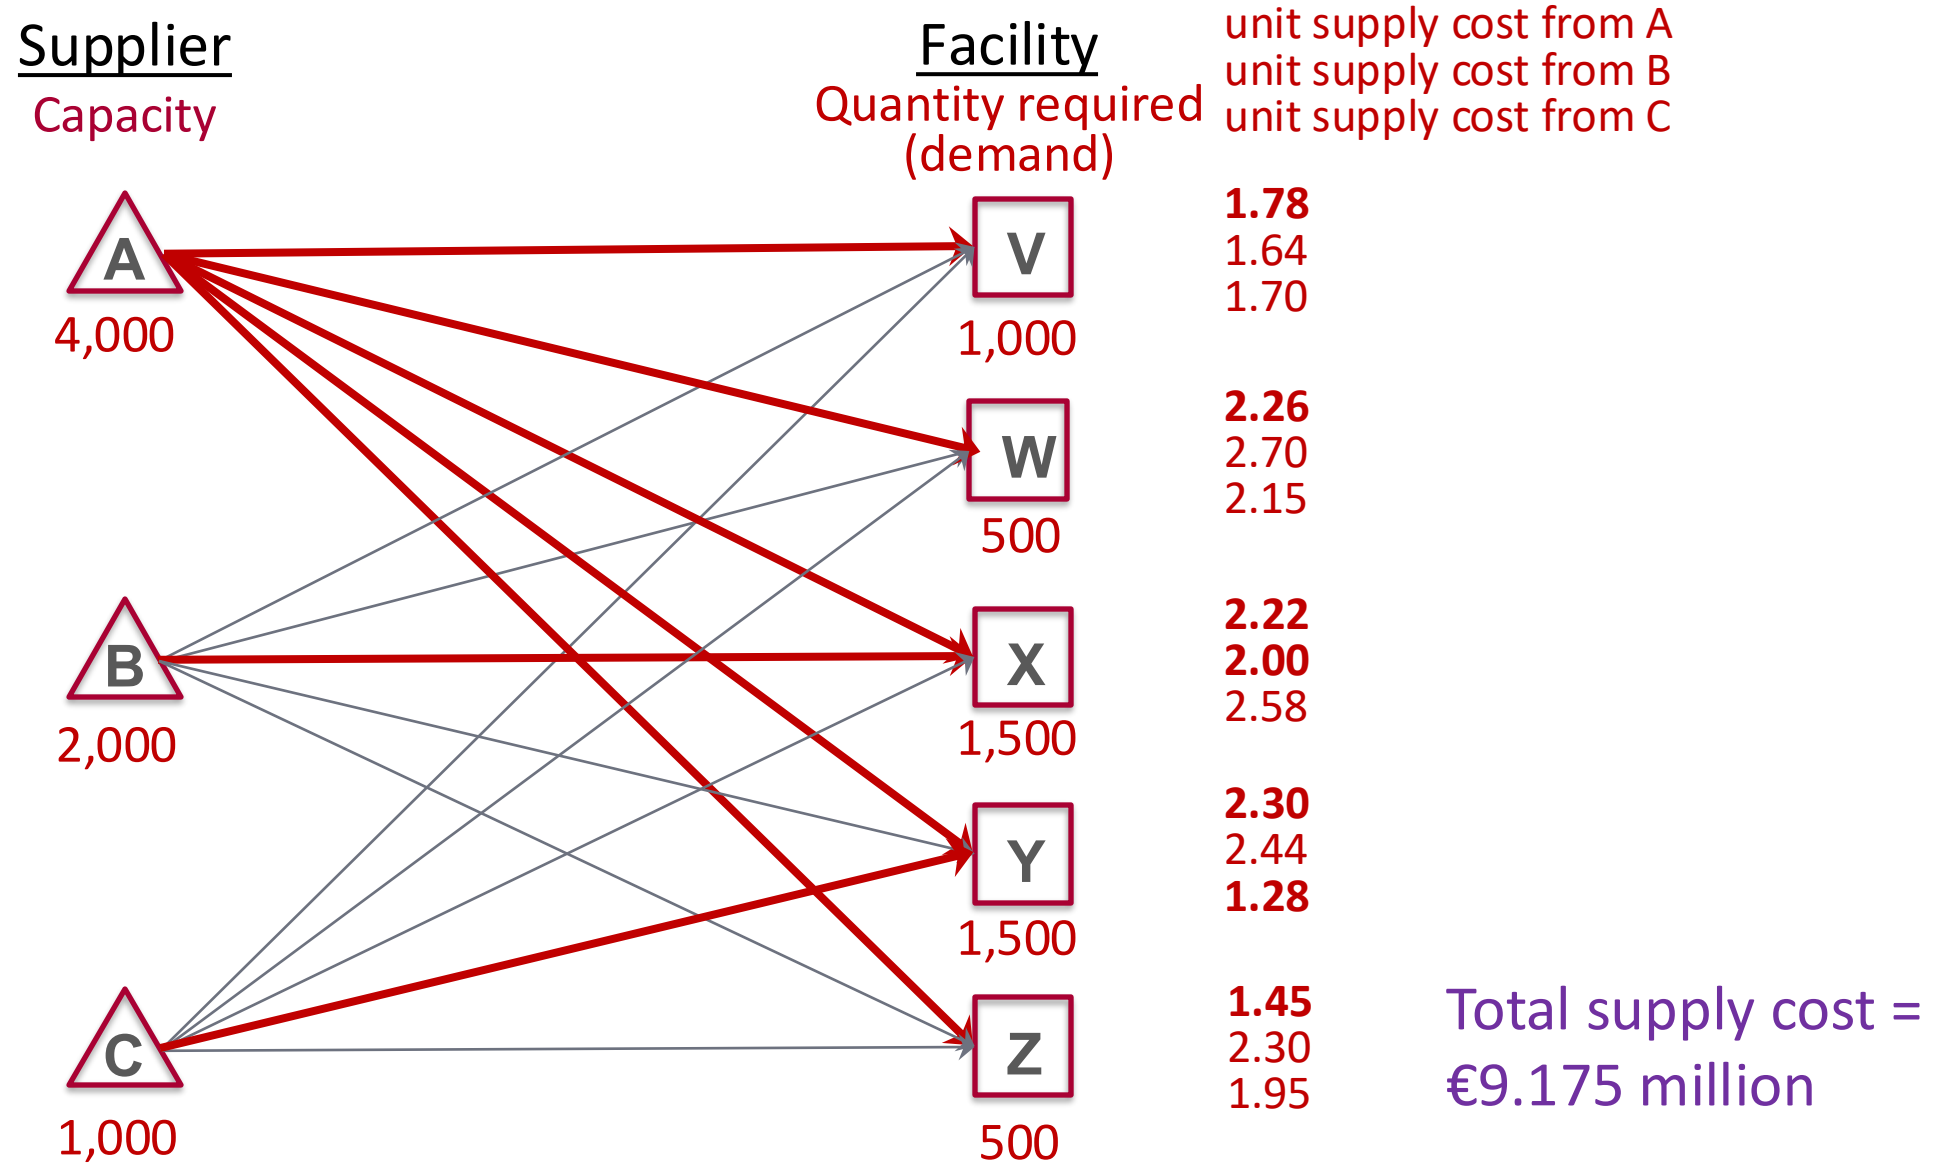 Supplier
Capacity
Facility
Quantity required
(demand)
unit supply cost from A
unit supply cost from B
unit supply cost from C
A
4,000
V
1,000
1.78
1.64
1.70
W
500
2.26
2.70
2.15
B
2,000
X
1,500
2.22
2.00
2.58
Y
1,500
2.30
2.44
1.28
C
1,000
Z
500
1.45
2.30
1.95
Total supply cost =
€9.175 million